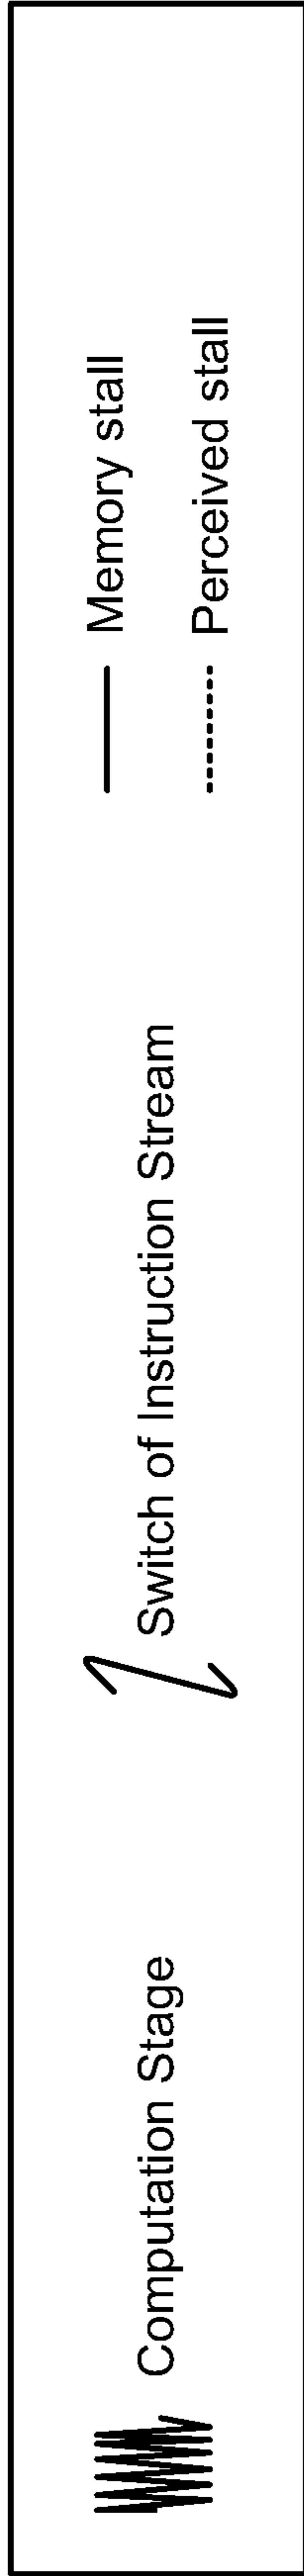 Computation Stage
Switch of Instruction Stream
Memory stall
Perceived stall